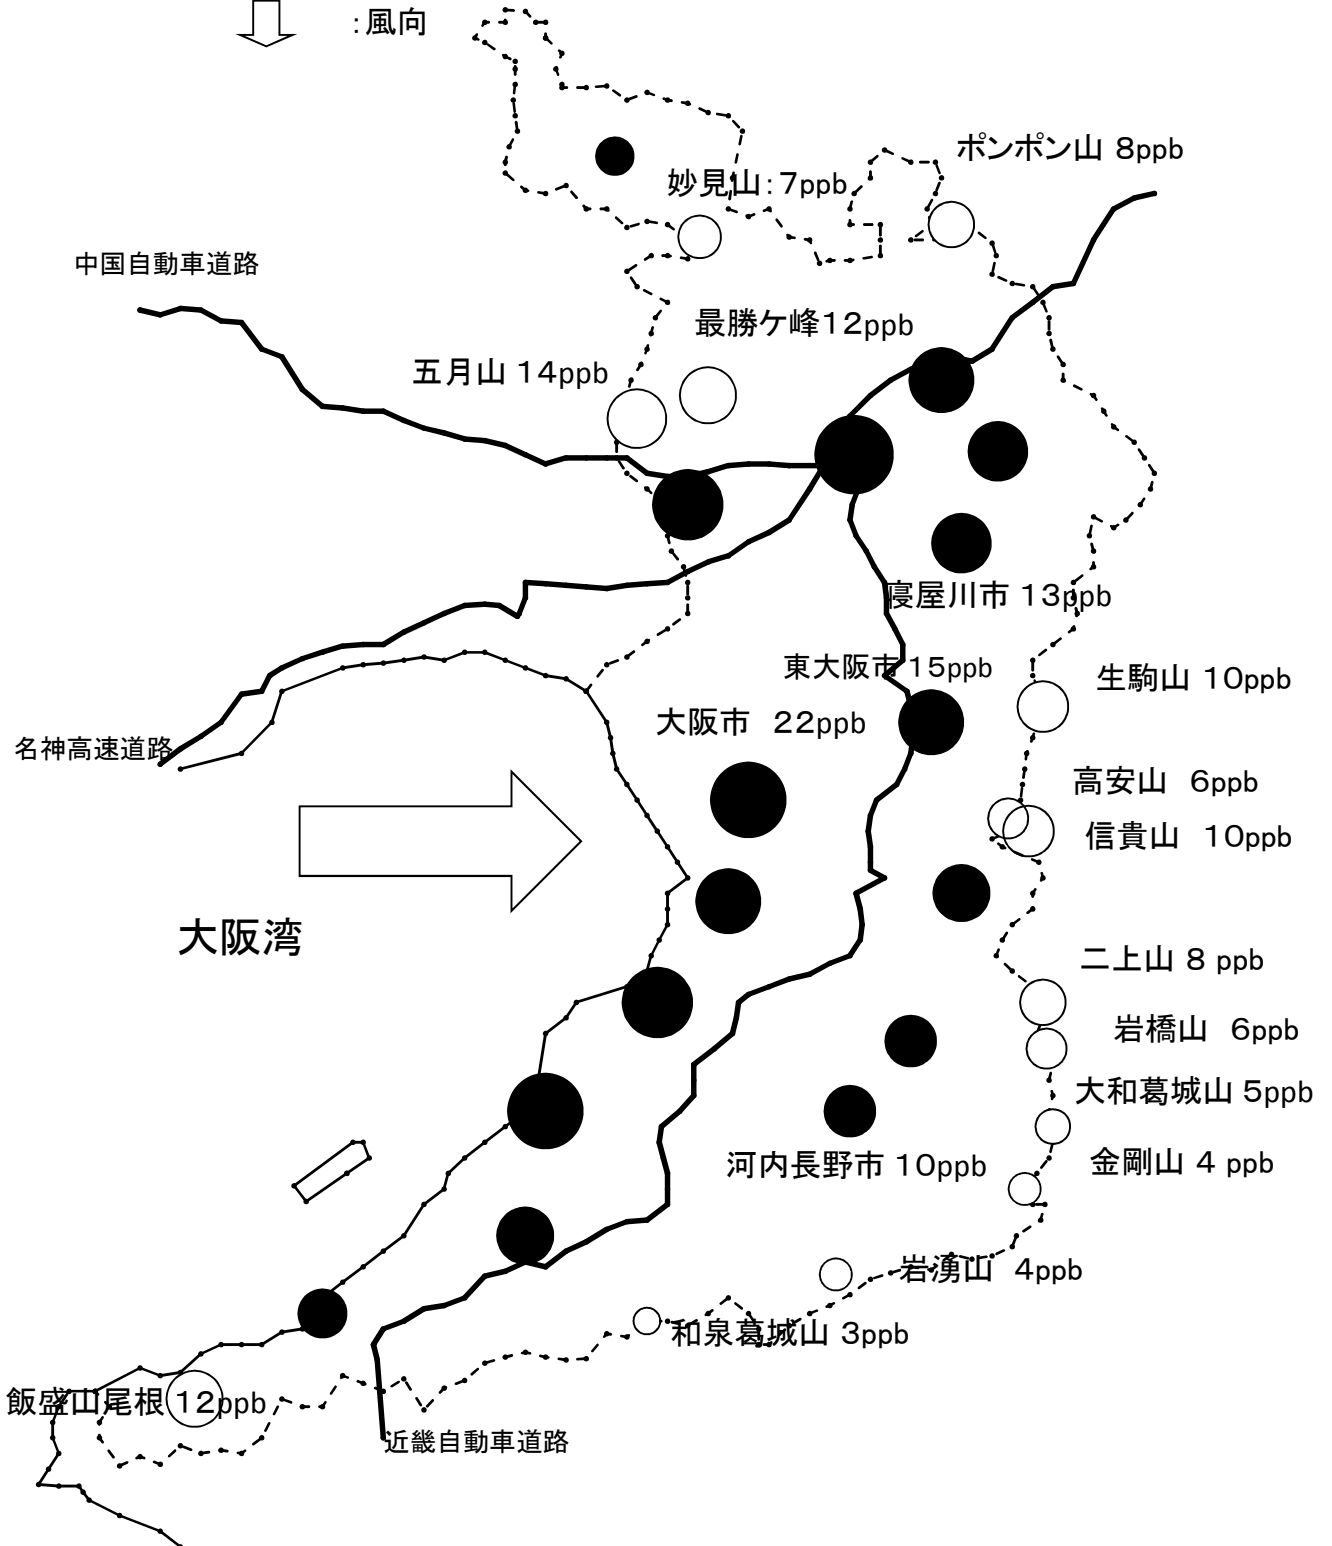 ：風向
ポンポン山 8ppb
妙見山：7ppb
中国自動車道路
最勝ケ峰12ppb
五月山 14ppb
寝屋川市 13ppb
東大阪市 15ppb
生駒山 10ppb
大阪市　22ppb
名神高速道路
高安山　6ppb
信貴山　10ppb
大阪湾
二上山 8 ppb
岩橋山　6ppb
大和葛城山 5ppb
河内長野市 10ppb
金剛山 4 ppb
岩湧山　4ppb
和泉葛城山 3ppb
飯盛山尾根 12ppb
近畿自動車道路